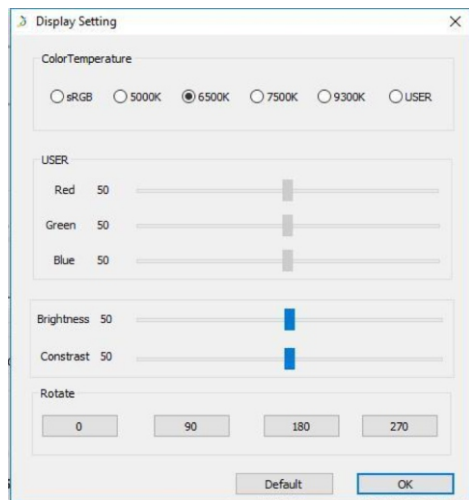 Display Setting
ColorTemperature
sRGB 5000K 6500K 7500K 9300K USER
USER
Red 50
Green 50
Blue 50
Brightness 50
Constrast 50
Rotate
0 90 180 270
Default OK